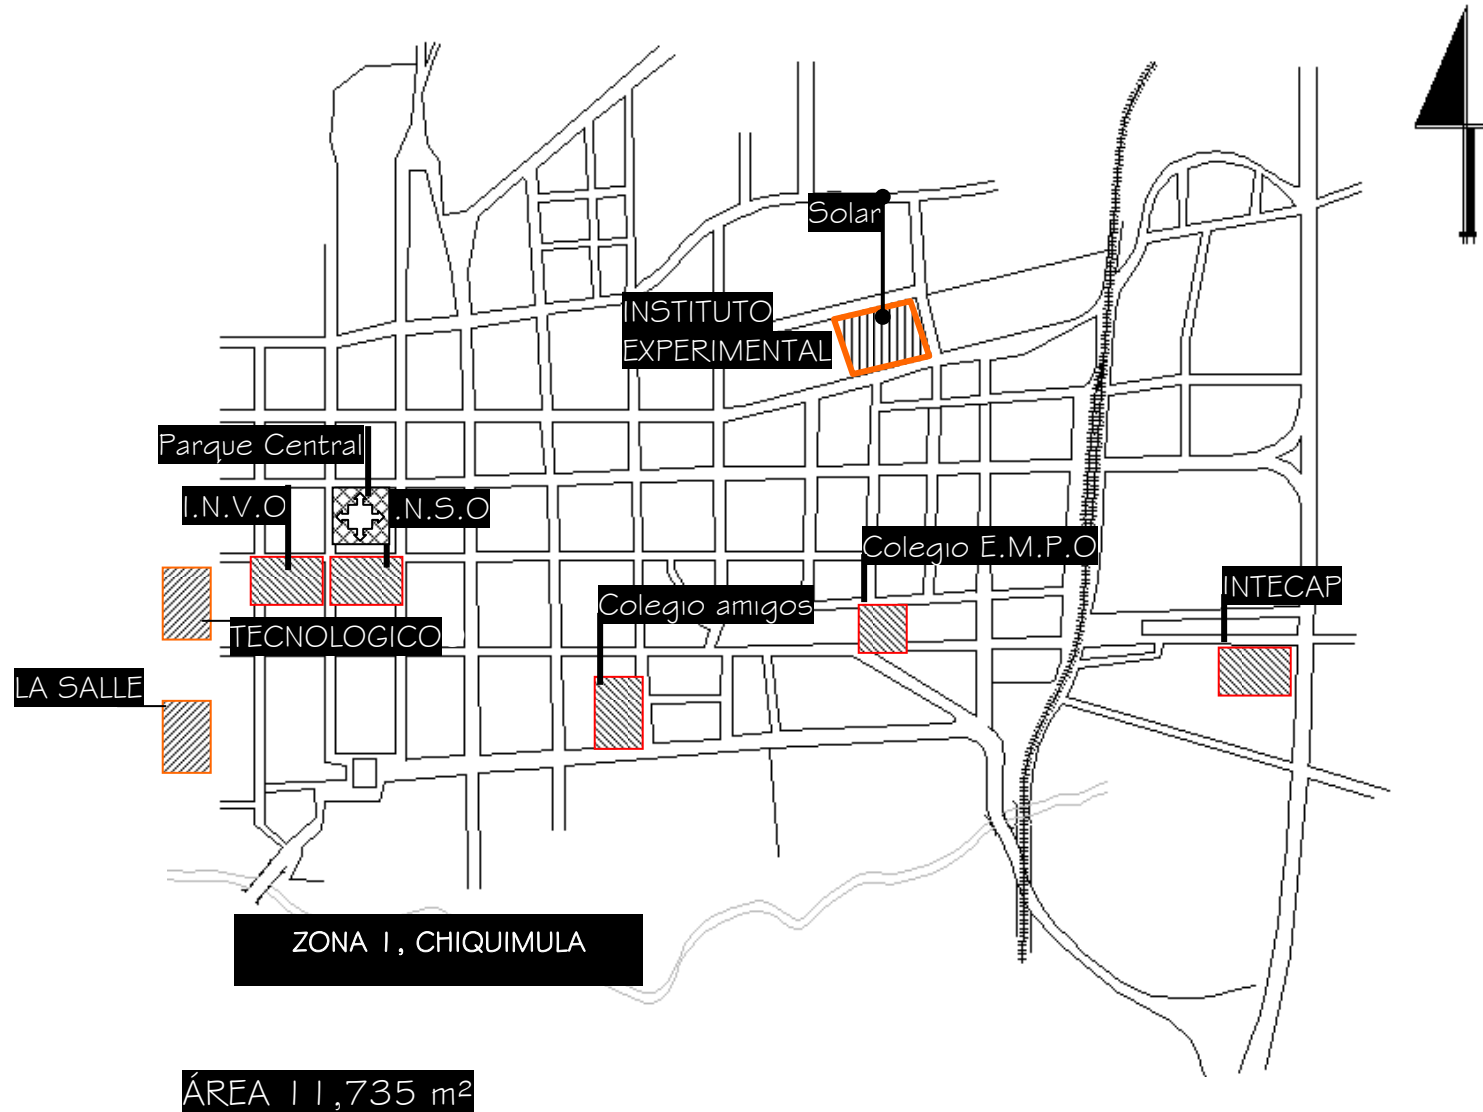 Solar
INSTITUTO
EXPERIMENTAL
Parque Central
I.N.V.O
.N.S.O
Colegio E.M.P.O
Colegio amigos
INTECAP
TECNOLOGICO
LA SALLE
ZONA 1, CHIQUIMULA
ÁREA 11,735 m²